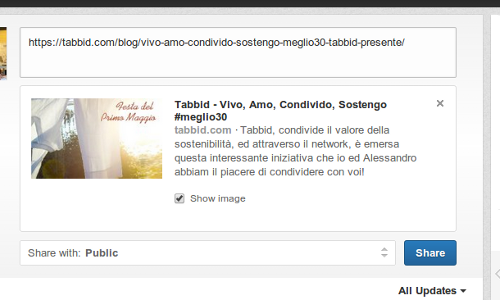 https://tabbid.com/blog/vivo-amo-condivido-sostengo-meglio30-tabbid-presente/
Festa del
Primo Maggio
Tabbid - Vivo, Amo, Condivido, Sostengo
#meglio30
tabbid.com · Tabbid, condivide il valore della
sostenibilità, ed attraverso il network, è emersa
questa interessante iniziativa che io ed Alessandro
abbiam il piacere di condividere con voi!
Show image
Share with: Public
Share
All Updates